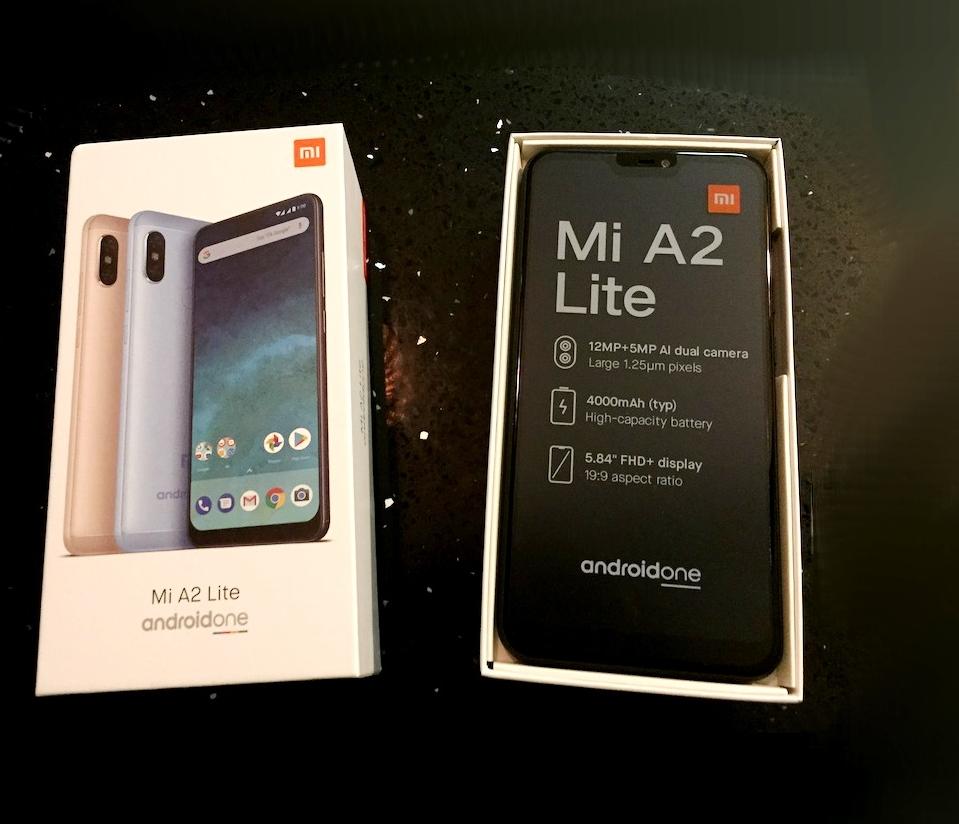 mi
Mi A2 Lite
androidone
mi
Mi A2
Lite
12MP+5MP AI dual camera
Large 1.25µm pixels
4000mAh (typ)
High-capacity battery
5.84" FHD+ display
19:9 aspect ratio
androidone